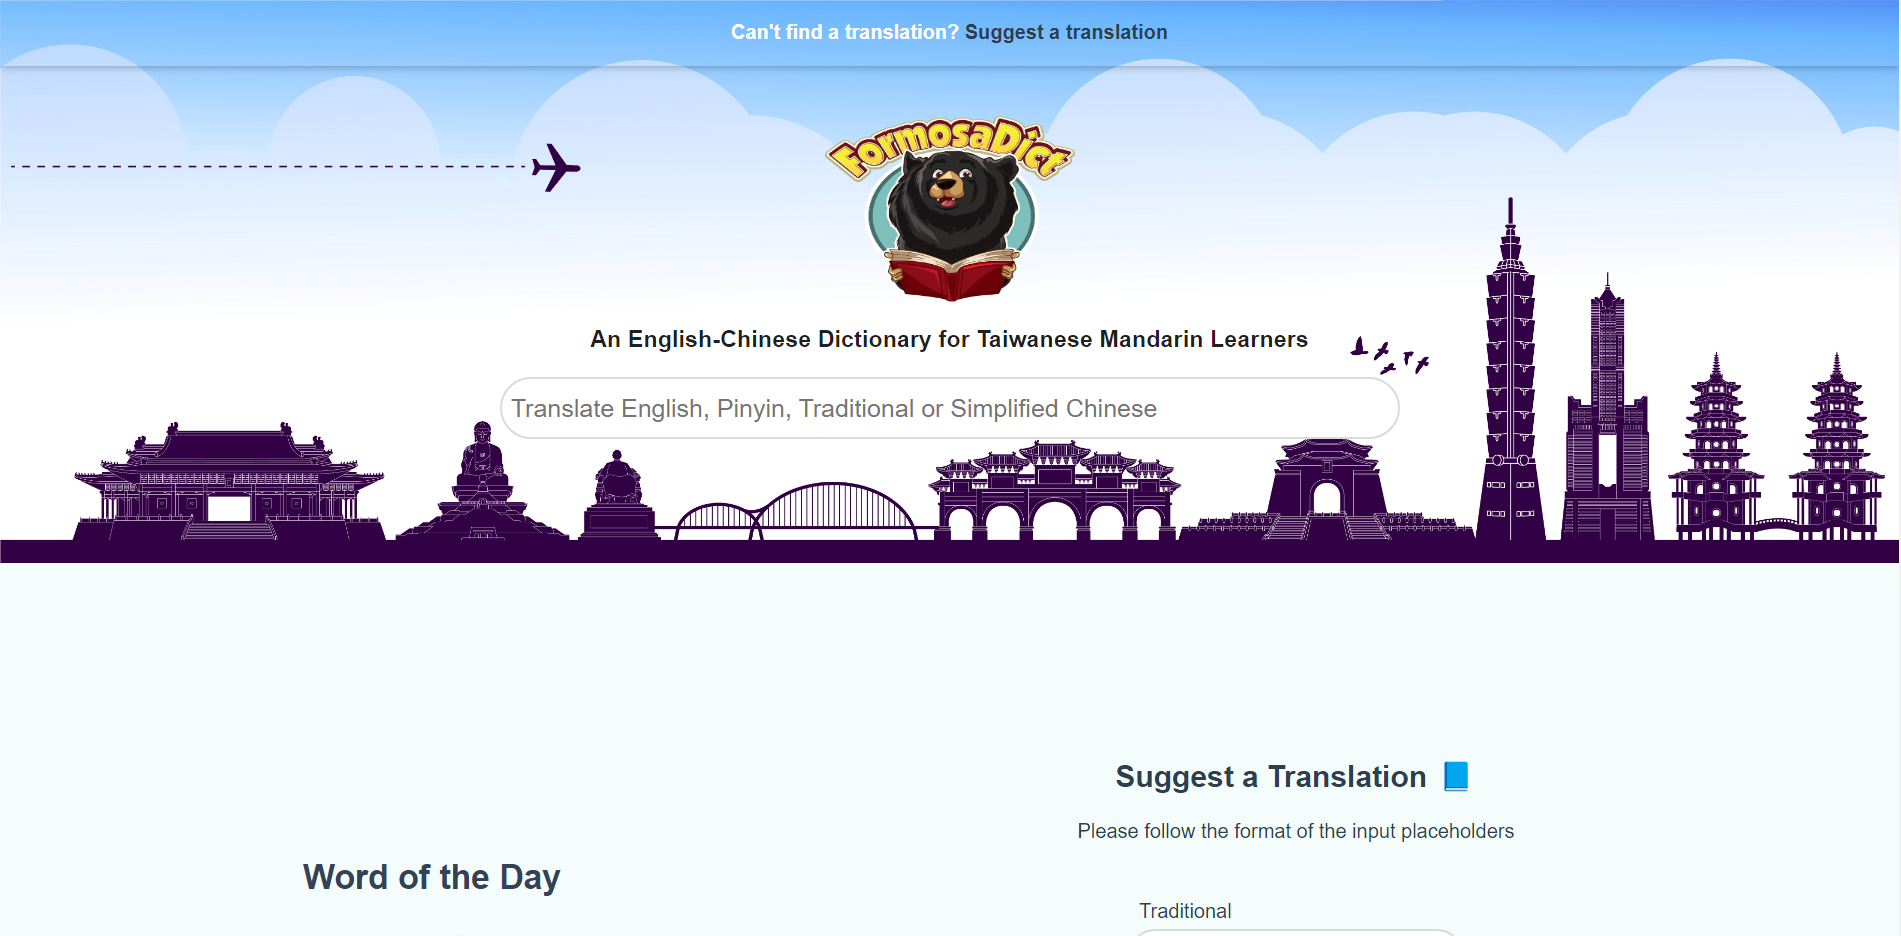 Can't find a translation? Suggest a translation
FormosaDict
An English-Chinese Dictionary for Taiwanese Mandarin Learners
Translate English, Pinyin, Traditional or Simplified Chinese
Suggest a Translation
Please follow the format of the input placeholders
Word of the Day
Traditional